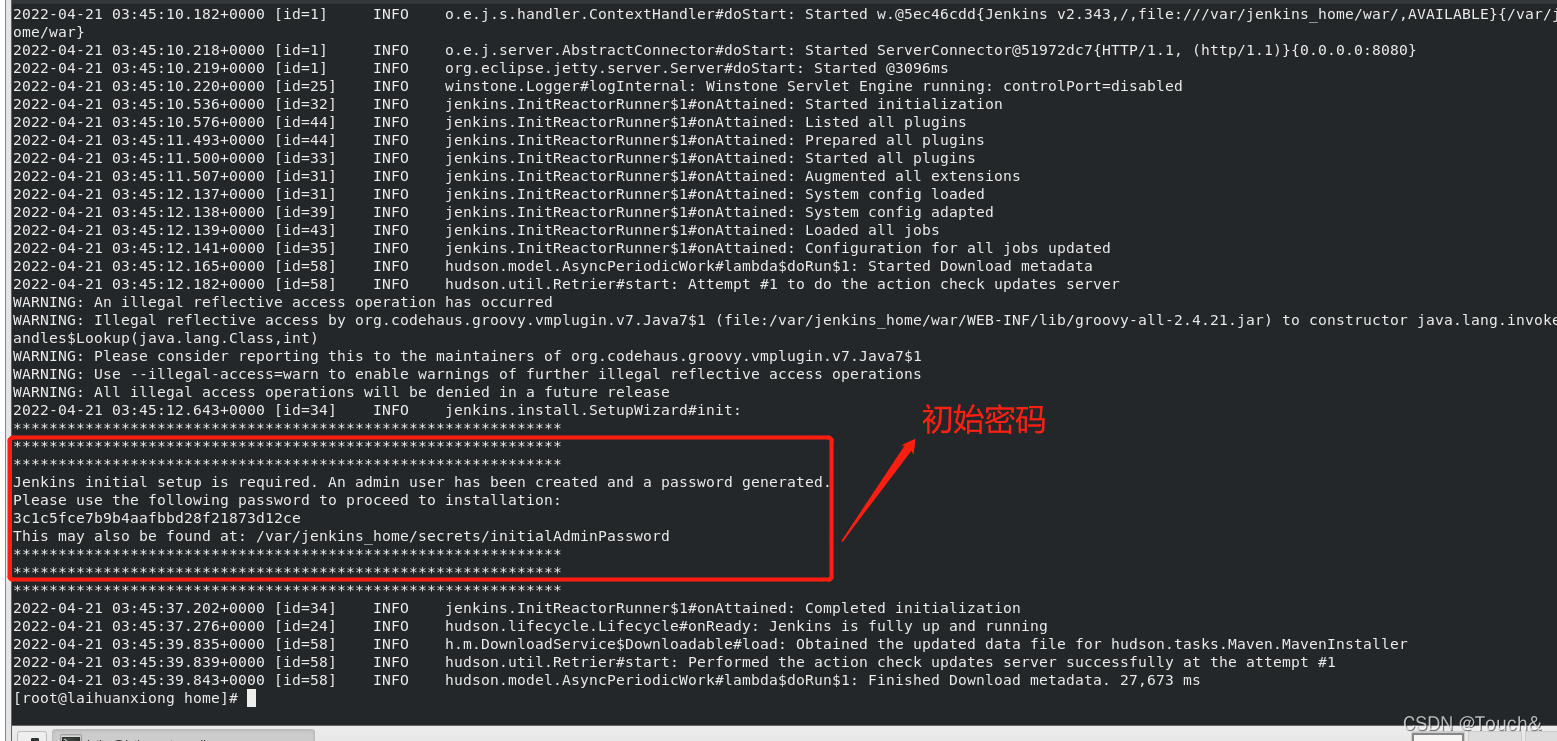 2022-04-21 03:45:10.182+0000 [id=1]     INFO    o.e.j.s.handler.ContextHandler#doStart: Started w.@5ec46cdd{Jenkins v2.343,/,file:///var/jenkins_home/war/,AVAILABLE}{/var/j
ome/war}
2022-04-21 03:45:10.218+0000 [id=1]     INFO    o.e.j.server.AbstractConnector#doStart: Started ServerConnector@51972dc7{HTTP/1.1, (http/1.1)}{0.0.0.0:8080}
2022-04-21 03:45:10.219+0000 [id=1]     INFO    org.eclipse.jetty.server.Server#doStart: Started @3096ms
2022-04-21 03:45:10.220+0000 [id=25]    INFO    winstone.Logger#logInternal: Winstone Servlet Engine running: controlPort=disabled
2022-04-21 03:45:10.536+0000 [id=32]    INFO    jenkins.InitReactorRunner$1#onAttained: Started initialization
2022-04-21 03:45:10.576+0000 [id=44]    INFO    jenkins.InitReactorRunner$1#onAttained: Listed all plugins
2022-04-21 03:45:11.493+0000 [id=44]    INFO    jenkins.InitReactorRunner$1#onAttained: Prepared all plugins
2022-04-21 03:45:11.500+0000 [id=33]    INFO    jenkins.InitReactorRunner$1#onAttained: Started all plugins
2022-04-21 03:45:11.507+0000 [id=31]    INFO    jenkins.InitReactorRunner$1#onAttained: Augmented all extensions
2022-04-21 03:45:12.137+0000 [id=31]    INFO    jenkins.InitReactorRunner$1#onAttained: System config loaded
2022-04-21 03:45:12.138+0000 [id=39]    INFO    jenkins.InitReactorRunner$1#onAttained: System config adapted
2022-04-21 03:45:12.139+0000 [id=43]    INFO    jenkins.InitReactorRunner$1#onAttained: Loaded all jobs
2022-04-21 03:45:12.141+0000 [id=35]    INFO    jenkins.InitReactorRunner$1#onAttained: Configuration for all jobs updated
2022-04-21 03:45:12.165+0000 [id=58]    INFO    hudson.model.AsyncPeriodicWork#lambda$doRun$1: Started Download metadata
2022-04-21 03:45:12.182+0000 [id=58]    INFO    hudson.util.Retrier#start: Attempt #1 to do the action check updates server
WARNING: An illegal reflective access operation has occurred
WARNING: Illegal reflective access by org.codehaus.groovy.vmplugin.v7.Java7$1 (file:/var/jenkins_home/war/WEB-INF/lib/groovy-all-2.4.21.jar) to constructor java.lang.invoke
andles$Lookup(java.lang.Class,int)
WARNING: Please consider reporting this to the maintainers of org.codehaus.groovy.vmplugin.v7.Java7$1
WARNING: Use --illegal-access=warn to enable warnings of further illegal reflective access operations
WARNING: All illegal access operations will be denied in a future release
2022-04-21 03:45:12.643+0000 [id=34]    INFO    jenkins.install.SetupWizard#init:
初始密码
*************************************************************
*************************************************************
*************************************************************
Jenkins initial setup is required. An admin user has been created and a password generated.
Please use the following password to proceed to installation:
3c1c5fce7b9b4aafbbd28f21873d12ce
This may also be found at: /var/jenkins_home/secrets/initialAdminPassword
*************************************************************
*************************************************************
*************************************************************
2022-04-21 03:45:37.202+0000 [id=34]    INFO    jenkins.InitReactorRunner$1#onAttained: Completed initialization
2022-04-21 03:45:37.276+0000 [id=24]    INFO    hudson.lifecycle.Lifecycle#onReady: Jenkins is fully up and running
2022-04-21 03:45:39.835+0000 [id=58]    INFO    h.m.DownloadService$Downloadable#load: Obtained the updated data file for hudson.tasks.Maven.MavenInstaller
2022-04-21 03:45:39.839+0000 [id=58]    INFO    hudson.util.Retrier#start: Performed the action check updates server successfully at the attempt #1
2022-04-21 03:45:39.843+0000 [id=58]    INFO    hudson.model.AsyncPeriodicWork#lambda$doRun$1: Finished Download metadata. 27,673 ms
[root@laihuanxiong home]#
CSDN @Touch&